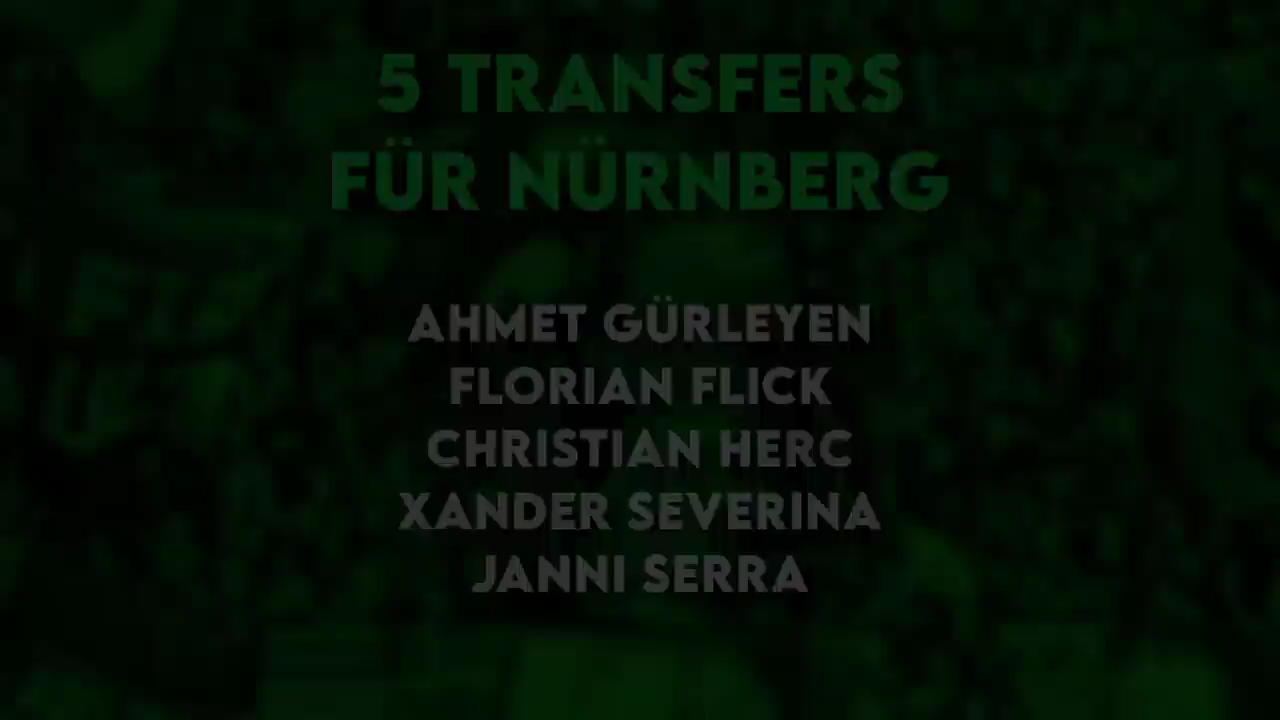 5 TRANSFERS
FÜR NÜRNBERG
AHMET GÜRLEYEN
FLORIAN FLICK
CHRISTIAN HERC
XANDER SEVERINA
JANNI SERRA